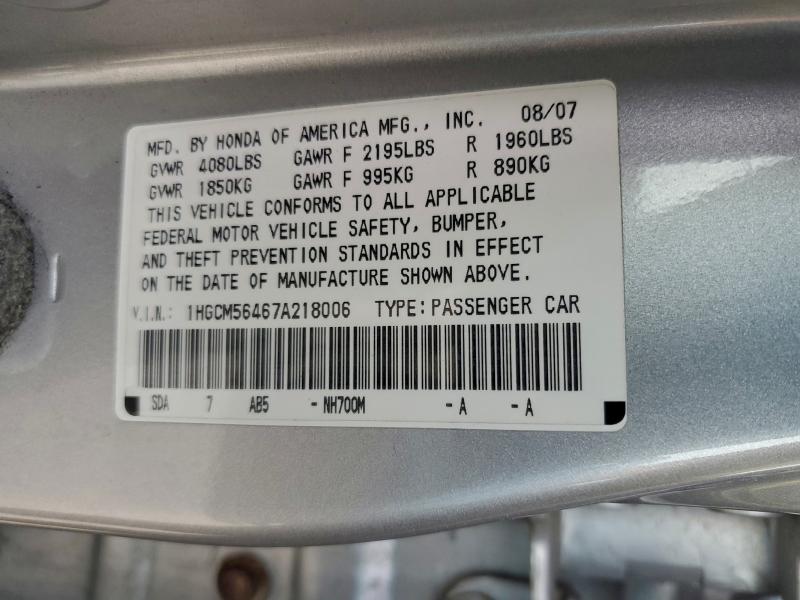 MFD. BY HONDA OF AMERICA MFG., INC. 08/07
GVWR 4080LBS GAWR F 2195LBS R 1960LBS
GVWR 1850KG GAWR F 995KG R 890KG
THIS VEHICLE CONFORMS TO ALL APPLICABLE
FEDERAL MOTOR VEHICLE SAFETY, BUMPER,
AND THEFT PREVENTION STANDARDS IN EFFECT
ON THE DATE OF MANUFACTURE SHOWN ABOVE.
V.I.N.: 1HGCM56467A218006 TYPE:PASSENGER CAR
SDA 7 AB5 -NH700M -A -A